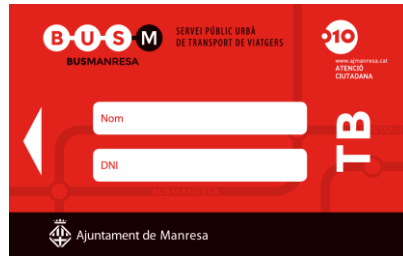 B·U·S·M
BUSMANRESA
SERVEI PÚBLIC URBÀ
DE TRANSPORT DE VIATGERS
010
www.ajmanresa.cat
ATENCIÓ
CIUTADANA
Nom
DNI
TB
BUSMANRESA
Ajuntament de Manresa